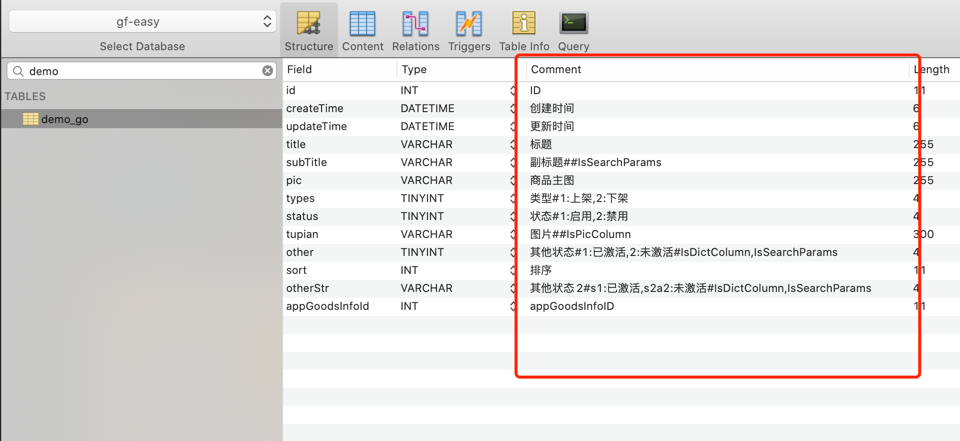 gf-easy
Select Database
Structure Content Relations Triggers Table Info Query
demo
TABLES
demo_go
Field Type Comment Length
id INT ID 11
createTime DATETIME 创建时间 6
updateTime DATETIME 更新时间 6
title VARCHAR 标题 255
subTitle VARCHAR 副标题##IsSearchParams 255
pic VARCHAR 商品主图 255
types TINYINT 类型#1:上架,2:下架 4
status TINYINT 状态#1:启用,2:禁用 4
tupian VARCHAR 图片##IsPicColumn 300
other TINYINT 其他状态#1:已激活,2:未激活#IsDictColumn,IsSearchParams 4
sort INT 排序 11
otherStr VARCHAR 其他状态2#s1:已激活,s2a2:未激活#IsDictColumn,IsSearchParams 4
appGoodsInfoId INT appGoodsInfoID 11